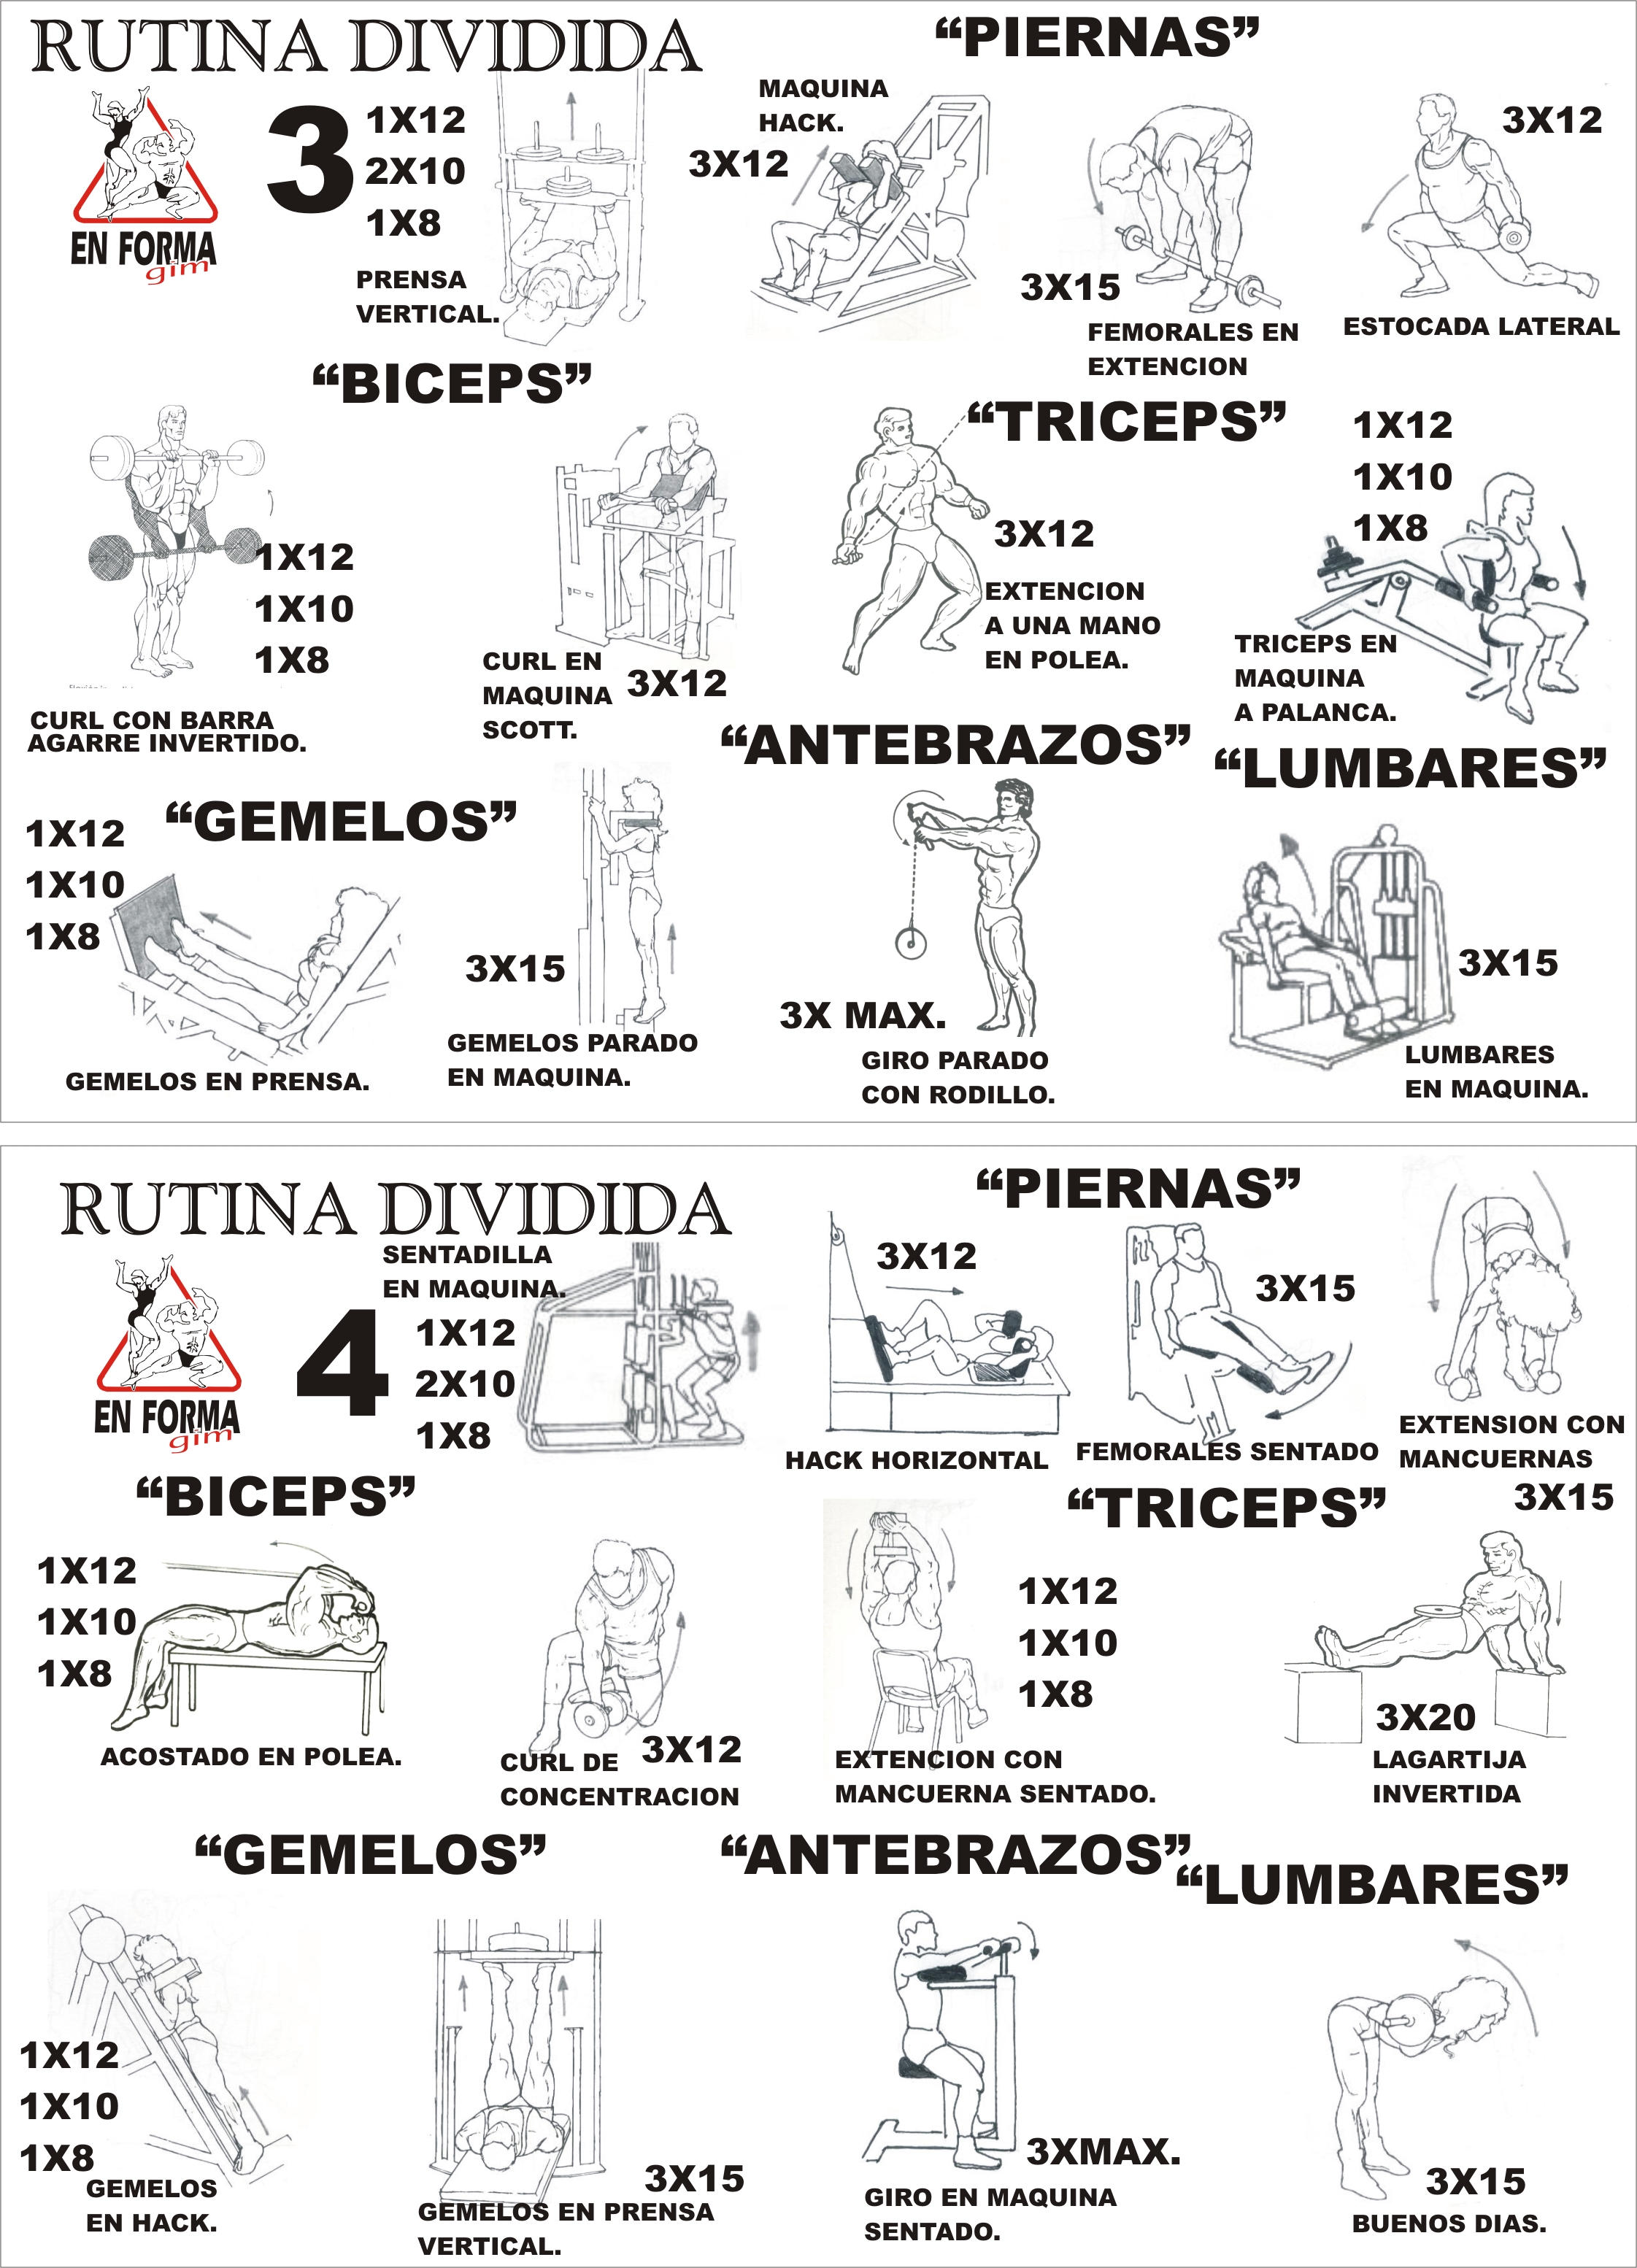 RUTINA DIVIDIDA
EN FORMA
gim
3
1X12
2X10
1X8
PRENSA
VERTICAL.
“PIERNAS”
MAQUINA
HACK.
3X12
3X15
FEMORALES EN
EXTENCION
3X12
ESTOCADA LATERAL
“BICEPS”
1X12
1X10
1X8
CURL CON BARRA
AGARRE INVERTIDO.
CURL EN
MAQUINA
SCOTT.
3X12
“TRICEPS”
3X12
EXTENCION
A UNA MANO
EN POLEA.
1X12
1X10
1X8
TRICEPS EN
MAQUINA
A PALANCA.
“GEMELOS”
1X12
1X10
1X8
GEMELOS EN PRENSA.
3X15
GEMELOS PARADO
EN MAQUINA.
“ANTEBRAZOS”
3X MAX.
GIRO PARADO
CON RODILLO.
“LUMBARES”
3X15
LUMBARES
EN MAQUINA.
RUTINA DIVIDIDA
EN FORMA
gim
4
SENTADILLA
EN MAQUINA.
1X12
2X10
1X8
“PIERNAS”
3X12
HACK HORIZONTAL
3X15
FEMORALES SENTADO
EXTENSION CON
MANCUERNAS
3X15
“BICEPS”
1X12
1X10
1X8
ACOSTADO EN POLEA.
CURL DE
CONCENTRACION
3X12
“TRICEPS”
1X12
1X10
1X8
EXTENCION CON
MANCUERNA SENTADO.
3X20
LAGARTIJA
INVERTIDA
“GEMELOS”
1X12
1X10
1X8
GEMELOS
EN HACK.
3X15
GEMELOS EN PRENSA
VERTICAL.
“ANTEBRAZOS”
3XMAX.
GIRO EN MAQUINA
SENTADO.
“LUMBARES”
3X15
BUENOS DIAS.